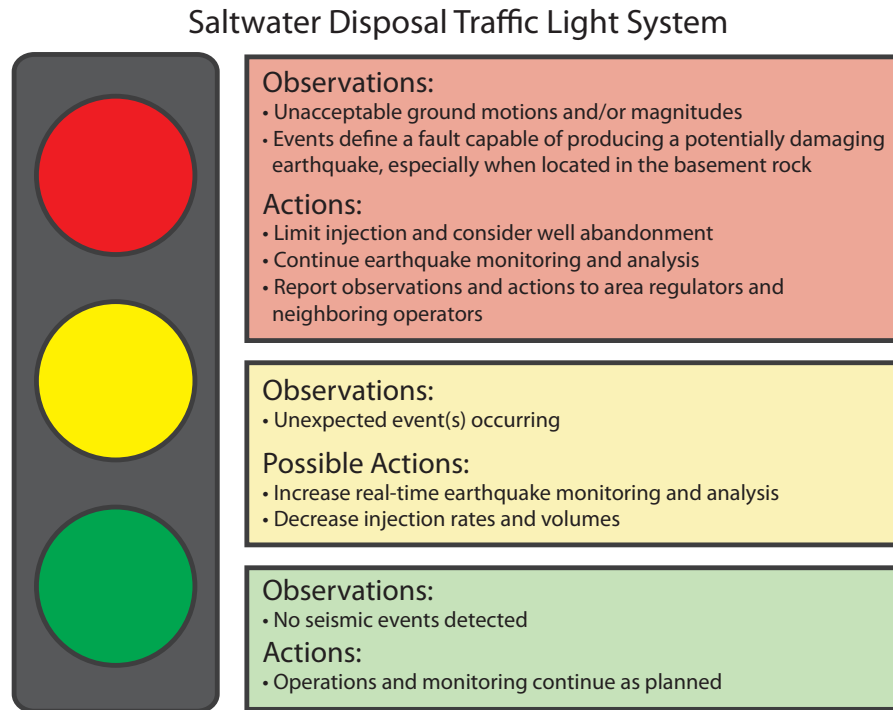 Saltwater Disposal Traffic Light System
Observations:
• Unacceptable ground motions and/or magnitudes
• Events define a fault capable of producing a potentially damaging
earthquake, especially when located in the basement rock
Actions:
• Limit injection and consider well abandonment
• Continue earthquake monitoring and analysis
• Report observations and actions to area regulators and
neighboring operators
Observations:
• Unexpected event(s) occurring
Possible Actions:
• Increase real-time earthquake monitoring and analysis
• Decrease injection rates and volumes
Observations:
• No seismic events detected
Actions:
• Operations and monitoring continue as planned